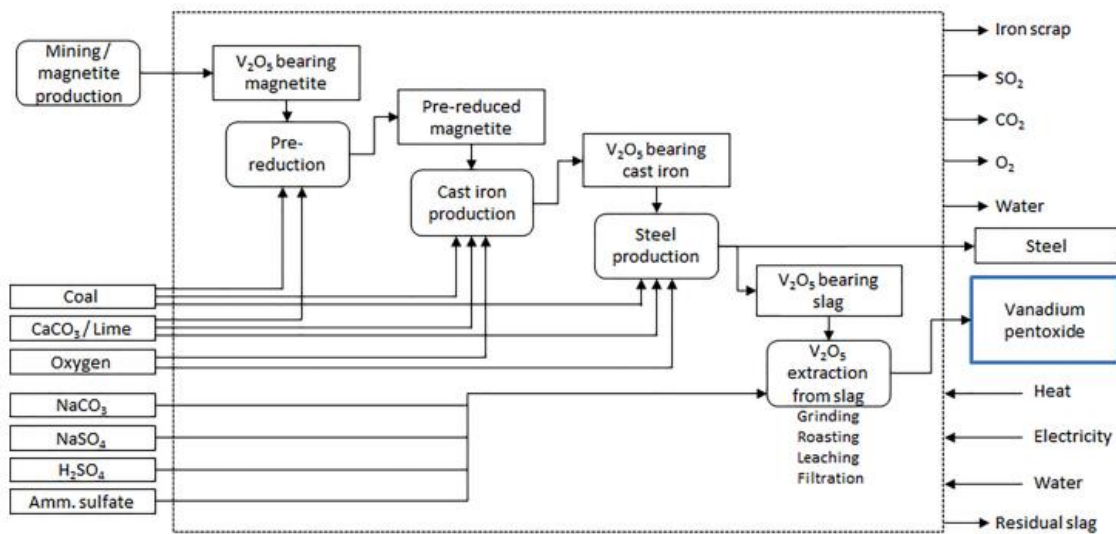 Mining /
magnetite
production
V₂O₅ bearing
magnetite
Pre-
reduction
Pre-reduced
magnetite
Cast iron
production
V₂O₅ bearing
cast iron
Steel
production
V₂O₅ bearing
slag
V₂O₅
extraction
from slag
Grinding
Roasting
Leaching
Filtration
Coal
CaCO₃ / Lime
Oxygen
NaCO₃
NaSO₄
H₂SO₄
Amm. sulfate
Iron scrap
SO₂
CO₂
O₂
Water
Steel
Vanadium
pentoxide
Heat
Electricity
Water
Residual slag